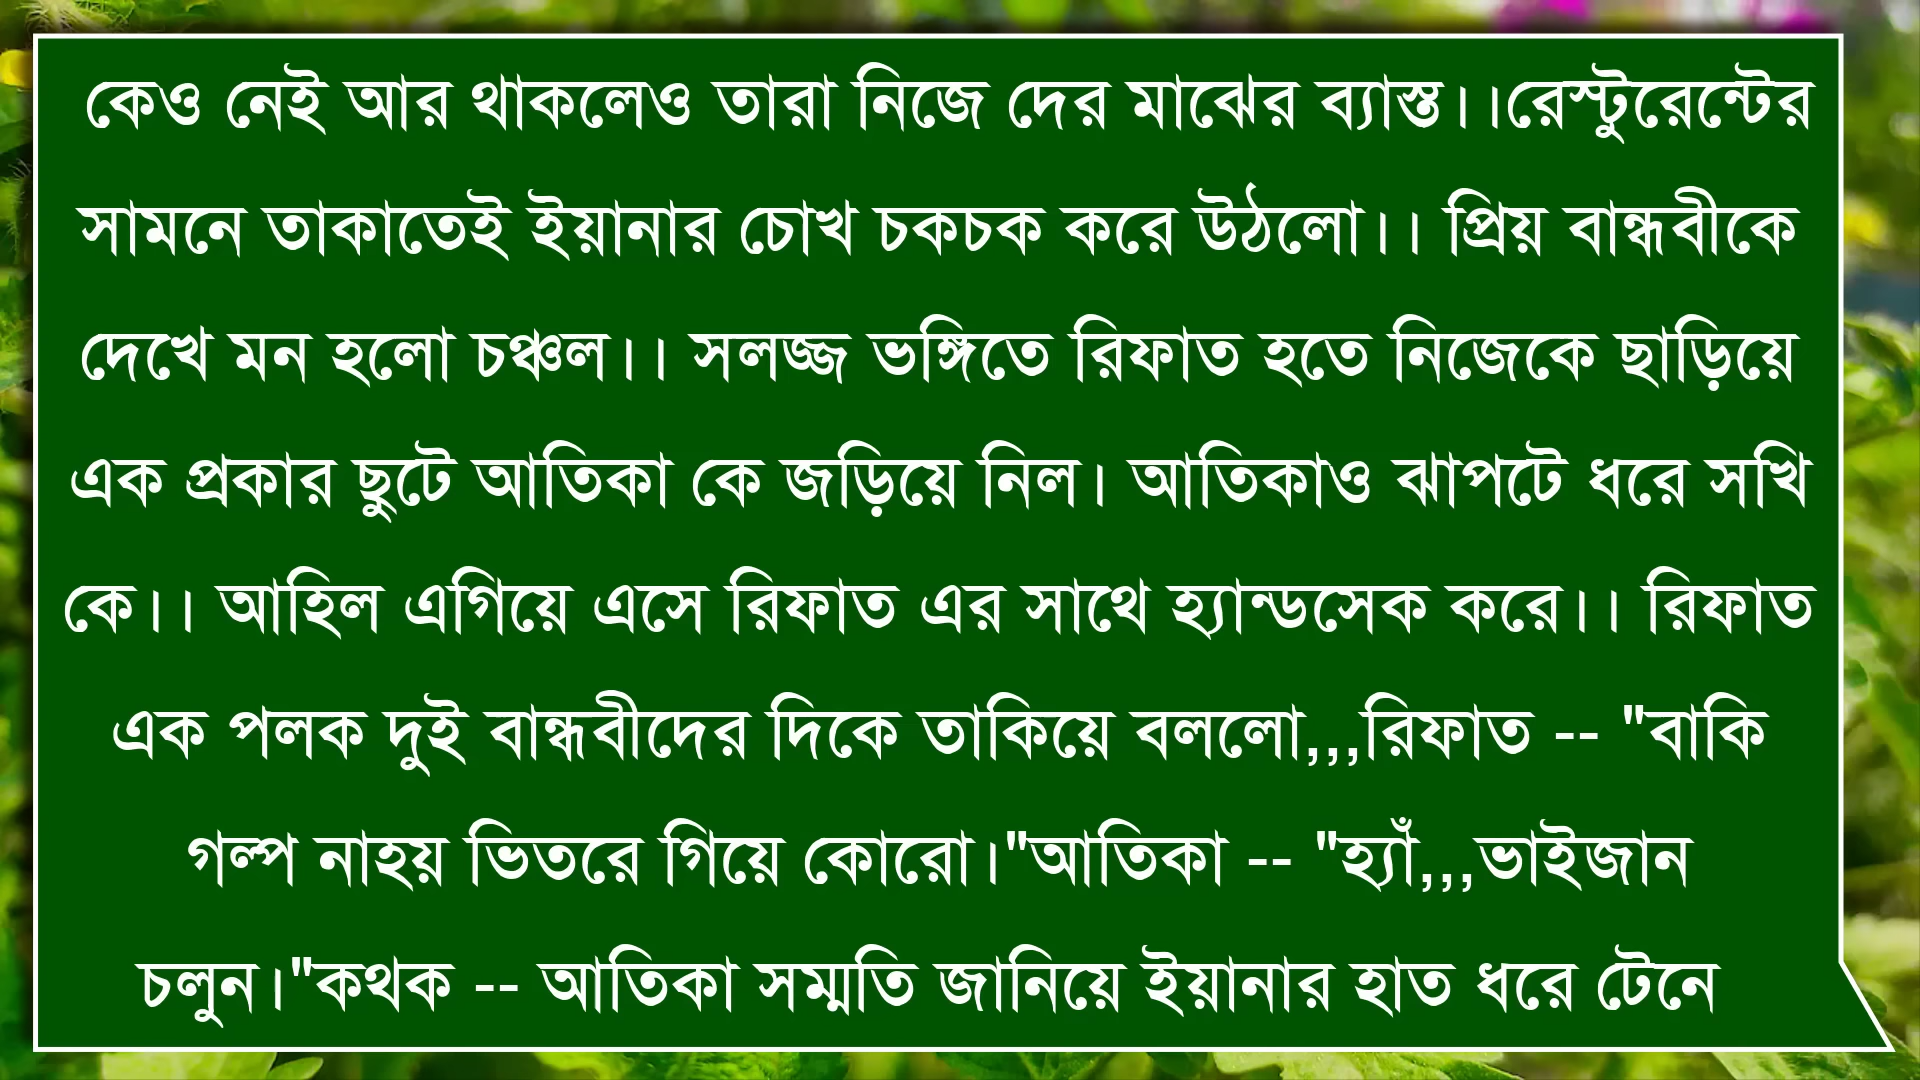 কেও নেই আর থাকলেও তারা নিজে দের মাঝের ব্যাস্ত।।রেস্টুরেন্টের
সামনে তাকাতেই ইয়ানার চোখ চকচক করে উঠলো।। প্রিয় বান্ধবীকে
দেখে মন হলো চঞ্চল।। সলজ্জ ভঙ্গিতে রিফাত হতে নিজেকে ছাড়িয়ে
এক প্রকার ছুটে আতিকা কে জড়িয়ে নিল। আতিকাও ঝাপটে ধরে সখি
কে।। আহিল এগিয়ে এসে রিফাত এর সাথে হ্যান্ডসেক করে।। রিফাত
এক পলক দুই বান্ধবীদের দিকে তাকিয়ে বললো,,,রিফাত -- "বাকি
গল্প নাহয় ভিতরে গিয়ে কোরো।"আতিকা -- "হ্যাঁ,,,ভাইজান
চলুন।"কথক -- আতিকা সম্মতি জানিয়ে ইয়ানার হাত ধরে টেনে